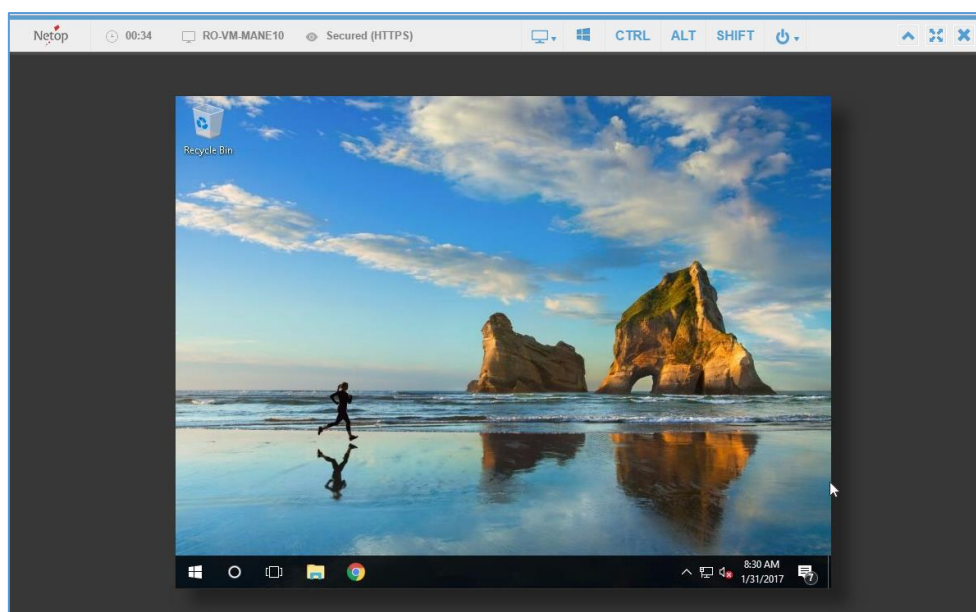 Netop 00:34 RO-VM-MANE10 Secured (HTTPS) CTRL ALT SHIFT
Recycle Bin
8:30 AM
1/31/2017
7